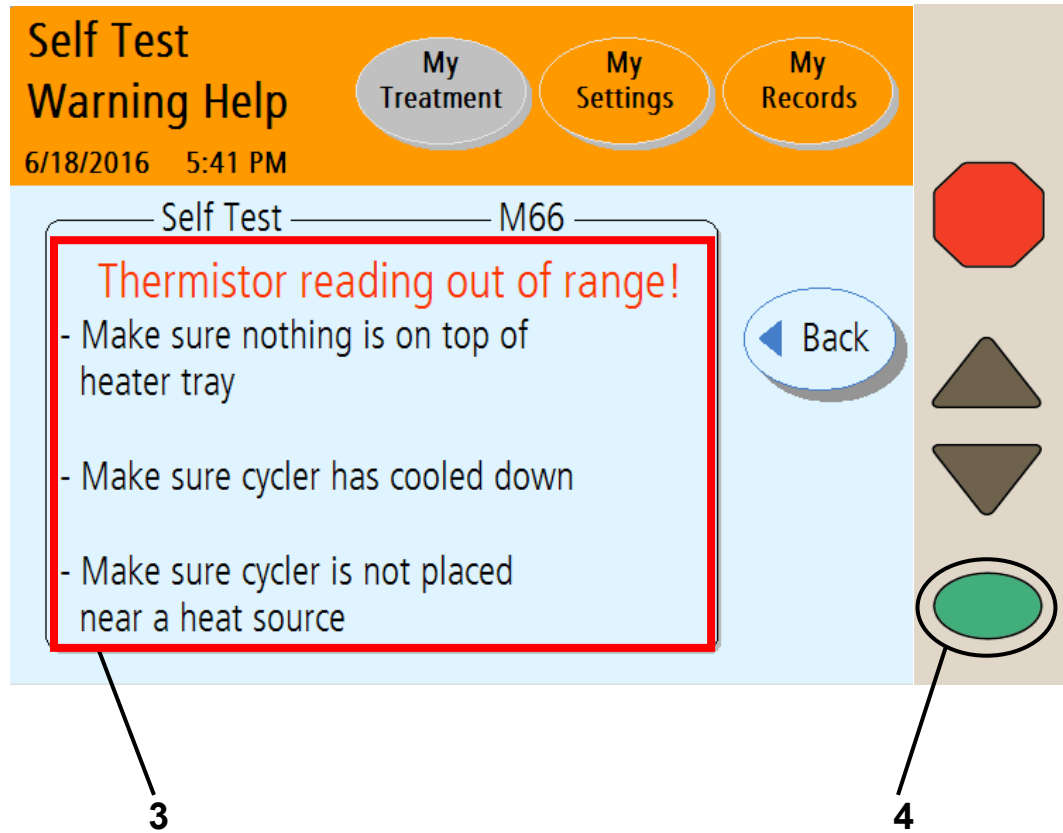 Self Test
Warning Help
6/18/2016 5:41 PM
My
Treatment
My
Settings
My
Records
Self Test M66
Thermistor reading out of range!
- Make sure nothing is on top of
heater tray
- Make sure cycler has cooled down
- Make sure cycler is not placed
near a heat source
Back
3
4